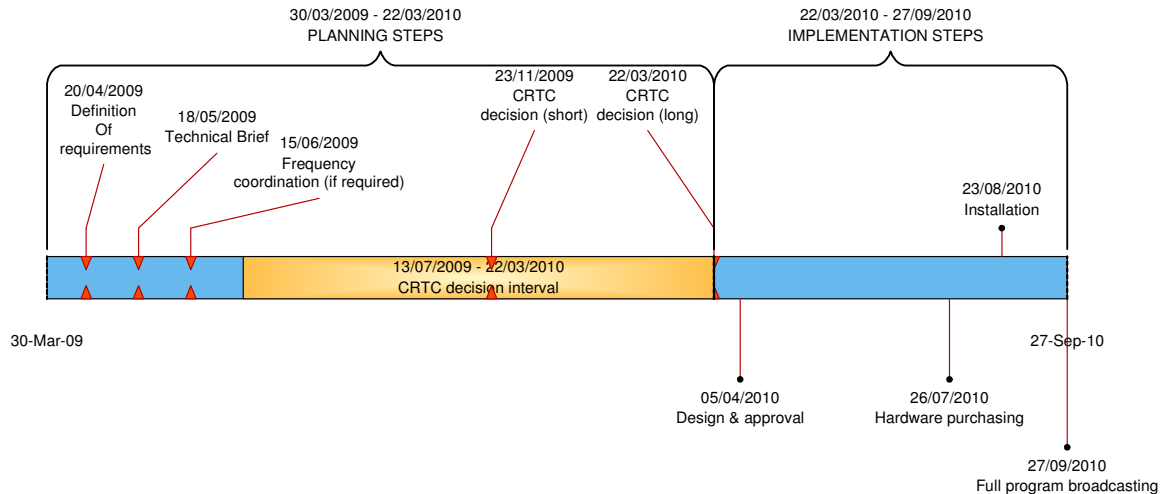 30/03/2009 - 22/03/2010
PLANNING STEPS
22/03/2010 - 27/09/2010
IMPLEMENTATION STEPS
20/04/2009
Definition
Of
requirements
18/05/2009
Technical Brief
15/06/2009
Frequency
coordination (if required)
23/11/2009
CRTC
decision (short)
22/03/2010
CRTC
decision (long)
23/08/2010
Installation
13/07/2009 - 22/03/2010
CRTC decision interval
30-Mar-09
27-Sep-10
05/04/2010
Design & approval
26/07/2010
Hardware purchasing
27/09/2010
Full program broadcasting